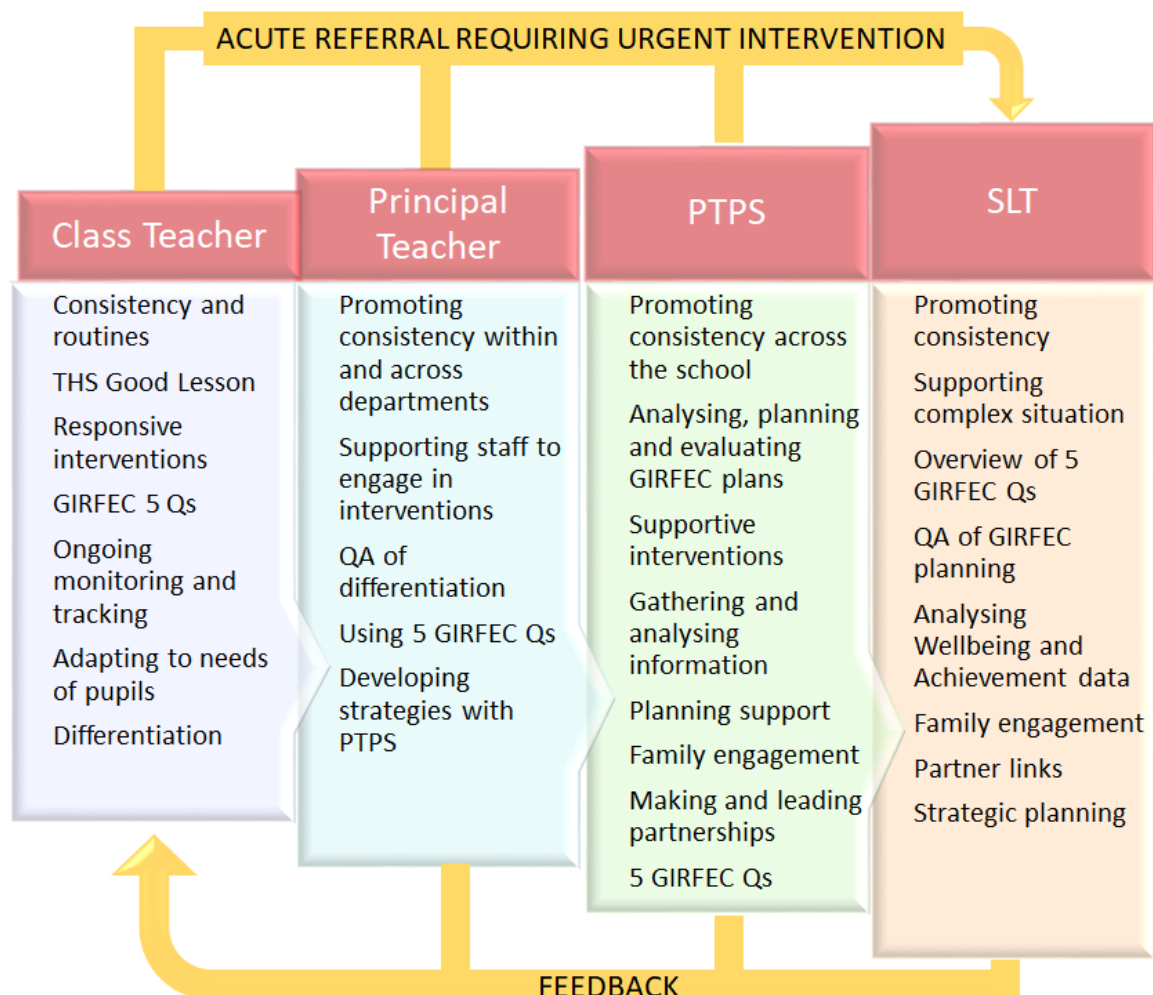 ACUTE REFERRAL REQUIRING URGENT INTERVENTION
Class Teacher
Consistency and
routines
THS Good Lesson
Responsive
interventions
GIRFEC 5 Qs
Ongoing
monitoring and
tracking
Adapting to needs
of pupils
Differentiation
Principal
Teacher
Promoting
consistency within
and across
departments
Supporting staff to
engage in
interventions
QA of
differentiation
Using 5 GIRFEC Qs
Developing
strategies with
PTPS
PTPS
Promoting
consistency across
the school
Analysing, planning
and evaluating
GIRFEC plans
Supportive
interventions
Gathering and
analysing
information
Planning support
Family engagement
Making and leading
partnerships
5 GIRFEC Qs
SLT
Promoting
consistency
Supporting
complex situation
Overview of 5
GIRFEC Qs
QA of GIRFEC
planning
Analysing
Wellbeing and
Achievement data
Family engagement
Partner links
Strategic planning
FEEDBACK